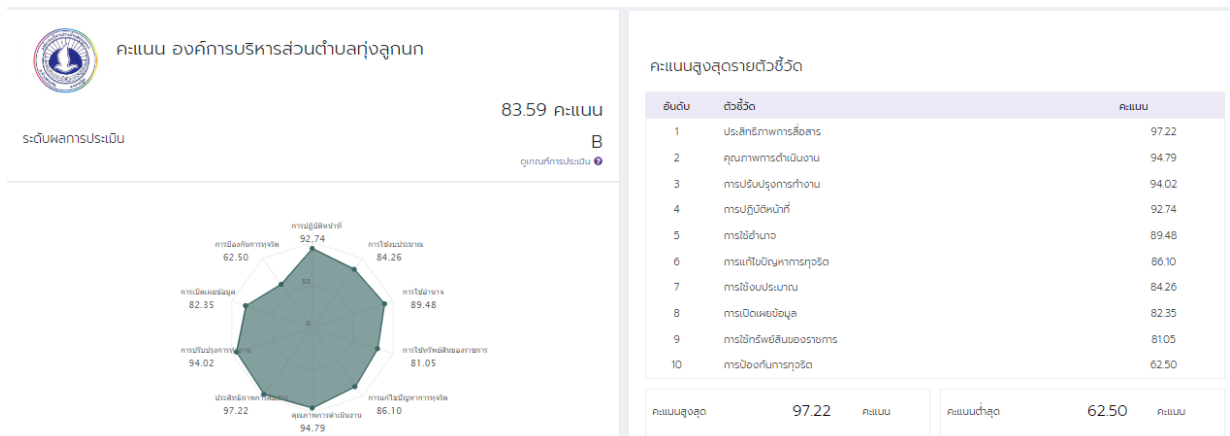 คะแนน องค์การบริหารส่วนตำบลทุ่งลูกนก
83.59 คะแนน
ระดับผลการประเมิน
B
ดูเกณฑ์การประเมิน
การปฏิบัติหน้าที่
92.74
การใช้งบประมาณ
84.26
การใช้อำนาจ
89.48
การใช้ทรัพย์สินของราชการ
81.05
การแก้ไขปัญหาการทุจริต
86.10
คุณภาพการดำเนินงาน
94.79
ประสิทธิภาพการสื่อสาร
97.22
การปรับปรุงการทำงาน
94.02
การเปิดเผยข้อมูล
82.35
การป้องกันการทุจริต
62.50
50
0
คะแนนสูงสุดรายตัวชี้วัด
อันดับ ตัวชี้วัด คะแนน
1 ประสิทธิภาพการสื่อสาร 97.22
2 คุณภาพการดำเนินงาน 94.79
3 การปรับปรุงการทำงาน 94.02
4 การปฏิบัติหน้าที่ 92.74
5 การใช้อำนาจ 89.48
6 การแก้ไขปัญหาการทุจริต 86.10
7 การใช้งบประมาณ 84.26
8 การเปิดเผยข้อมูล 82.35
9 การใช้ทรัพย์สินของราชการ 81.05
10 การป้องกันการทุจริต 62.50
คะแนนสูงสุด 97.22 คะแนน
คะแนนต่ำสุด 62.50 คะแนน